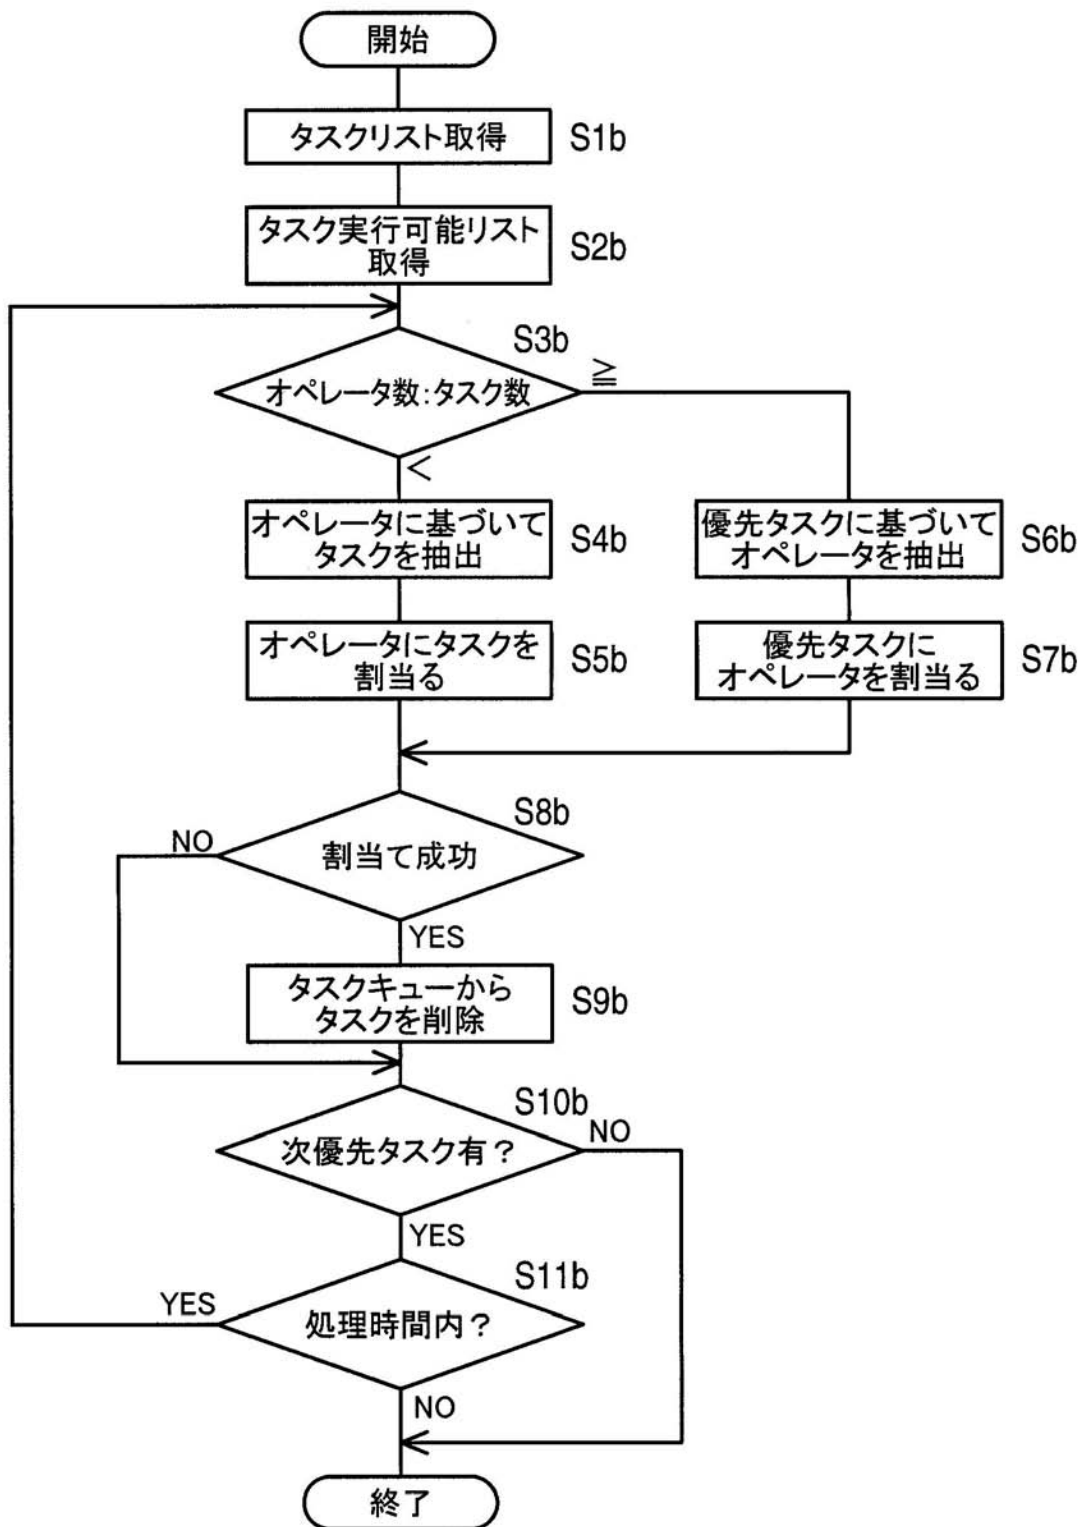 開始
タスクリスト取得
S1b
タスク実行可能リスト
取得
S2b
S3b
オペレータ数:タスク数
≧
<
オペレータに基づいて
タスクを抽出
S4b
優先タスクに基づいて
オペレータを抽出
S6b
オペレータにタスクを
割当る
S5b
優先タスクに
オペレータを割当る
S7b
S8b
NO
割当て成功
YES
タスクキューから
タスクを削除
S9b
S10b
NO
次優先タスク有?
YES
S11b
YES
処理時間内?
NO
終了